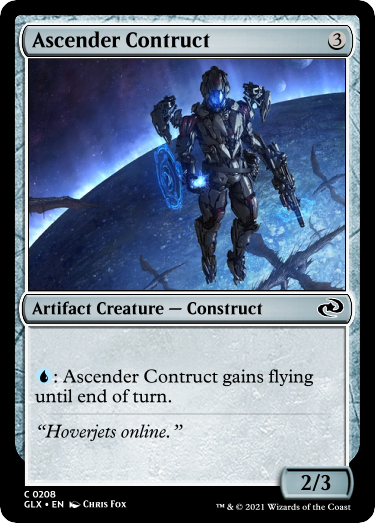 Ascender Contruct 3
Artifact Creature — Construct
: Ascender Contruct gains flying
until end of turn.
“Hoverjets online.”
2/3
C 0208
GLX • EN Chris Fox
™ & © 2021 Wizards of the Coast